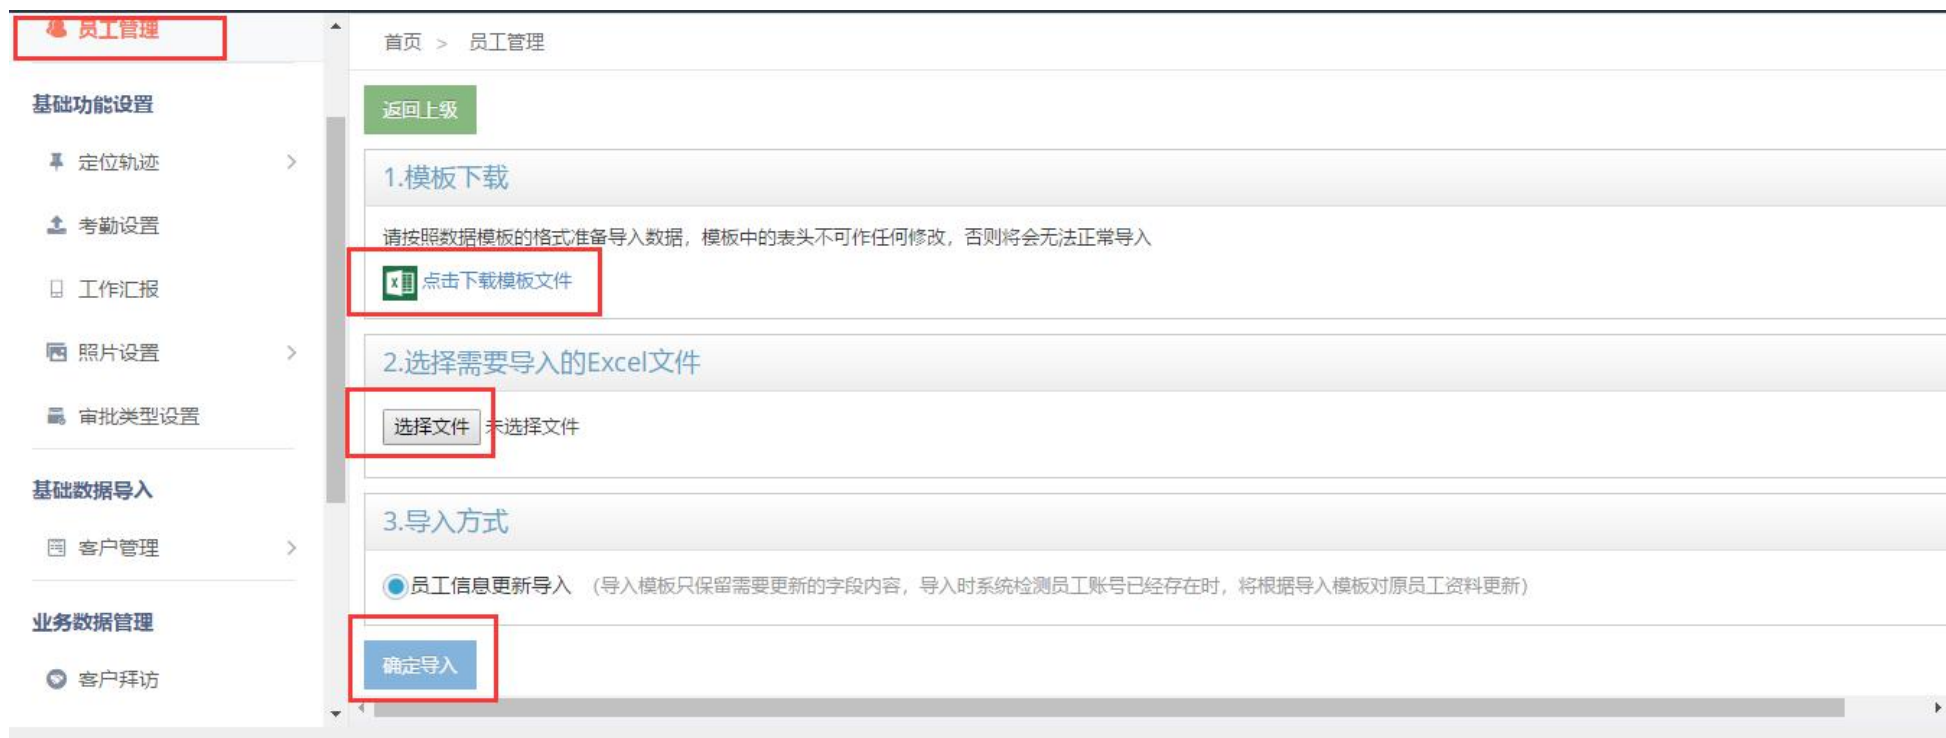 员工管理
基础功能设置
定位轨迹
考勤设置
工作汇报
照片设置
审批类型设置
基础数据导入
客户管理
业务数据管理
客户拜访
首页 > 员工管理
返回上级
1.模板下载
请按照数据模板的格式准备导入数据，模板中的表头不可作任何修改，否则将会无法正常导入
点击下载模板文件
2.选择需要导入的Excel文件
选择文件 未选择文件
3.导入方式
员工信息更新导入 （导入模板只保留需要更新的字段内容，导入时系统检测员工账号已经存在时，将根据导入模板对原员工资料更新）
确定导入